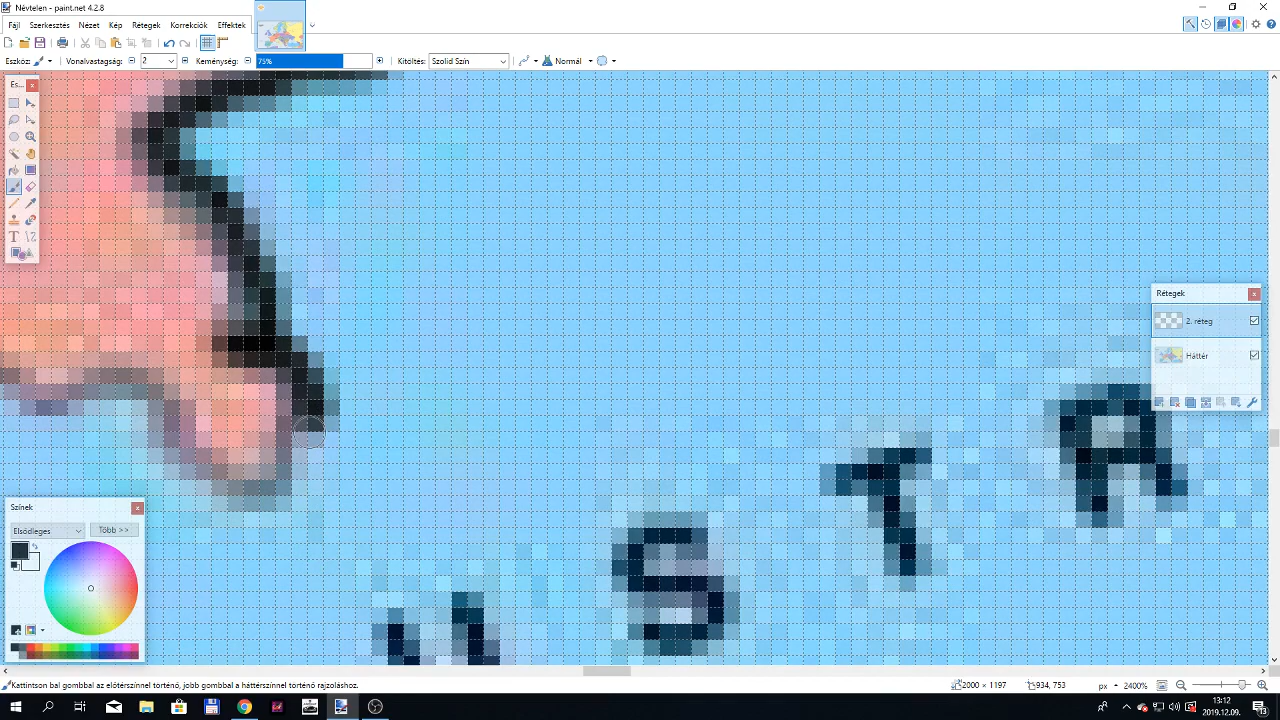 Névtelen - paint.net 4.2.8
Fájl Szerkesztés Nézet Kép Rétegek Korrekciók Effektek
Eszköz: Vonalvastagság: 2 Keménység: 75% Kitöltés: Szolid Szín Normál
Es...
T
Rétegek
2. réteg
Háttér
A
T
S
Színek
Elsődleges Több >>
Kattintson bal gombbal az előtérszínnel történő, jobb gombbal a háttérszínnel történő rajzoláshoz. 2000 × 1197 934, 753 px 2400%
13:12
2019.12.09.